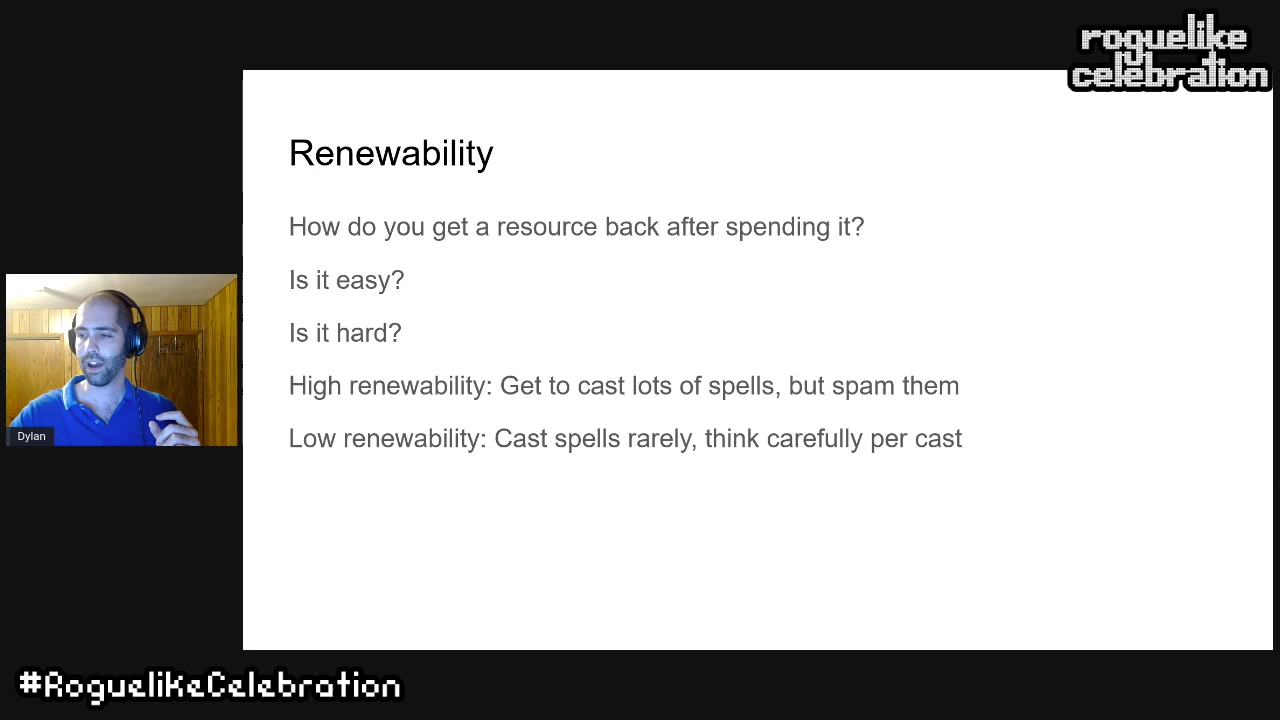 roguelike
celebration
Renewability
How do you get a resource back after spending it?
Is it easy?
Is it hard?
High renewability: Get to cast lots of spells, but spam them
Low renewability: Cast spells rarely, think carefully per cast
Dylan
#RoguelikeCelebration